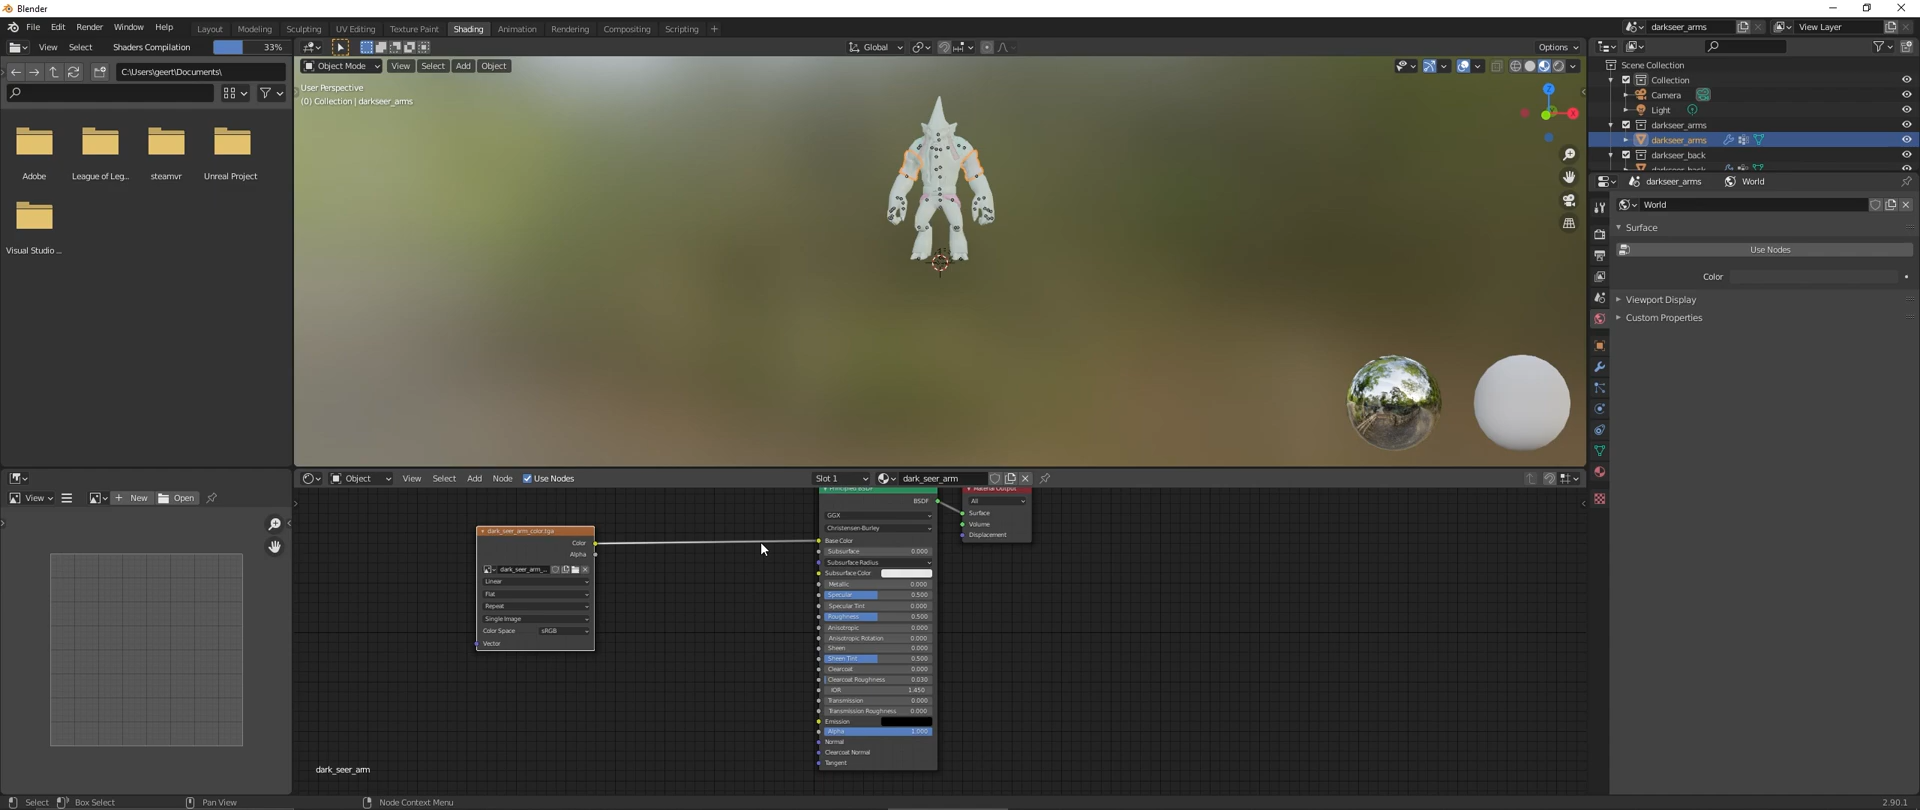 Blender
File Edit Render Window Help
Layout Modeling Sculpting UV Editing Texture Paint Shading Animation Rendering Compositing Scripting +
darkseer_arms View Layer
View Select Shaders Compilation 33%
Global Options
C:\Users\geert\Documents\
Object Mode View Select Add Object
User Perspective
(0) Collection | darkseer_arms
Adobe League of Leg... steamvr Unreal Project
Visual Studio ...
Z
X
Scene Collection
Collection
Camera
Light
darkseer_arms
darkseer_arms
darkseer_back
darkseer_back
darkseer_arms World
World
Surface
Use Nodes
Color
Viewport Display
Custom Properties
View + New Open
Object View Select Add Node Use Nodes Slot 1 dark_seer_arm
dark_seer_arm_color.tga
Color
Alpha
dark_seer_arm_...
Linear
Flat
Repeat
Single Image
Color Space sRGB
Vector
Principled BSDF
BSDF
GGX
Christensen-Burley
Base Color
Subsurface 0.000
Subsurface Radius
Subsurface Color
Metallic 0.000
Specular 0.500
Specular Tint 0.000
Roughness 0.500
Anisotropic 0.000
Anisotropic Rotation 0.000
Sheen 0.000
Sheen Tint 0.500
Clearcoat 0.000
Clearcoat Roughness 0.030
IOR 1.450
Transmission 0.000
Transmission Roughness 0.000
Emission
Alpha 1.000
Normal
Clearcoat Normal
Tangent
Material Output
All
Surface
Volume
Displacement
dark_seer_arm
Select Box Select Pan View Node Context Menu 2.90.1